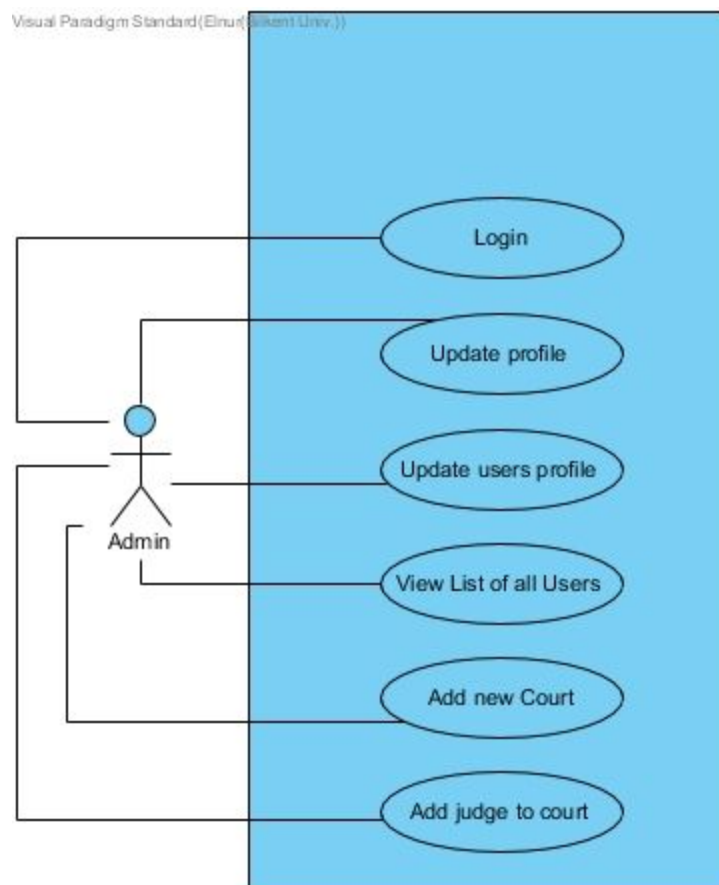 Visual Paradigm Standard(Elnur(Bilkent Univ.))
Login
Update profile
Update users profile
Admin
View List of all Users
Add new Court
Add judge to court